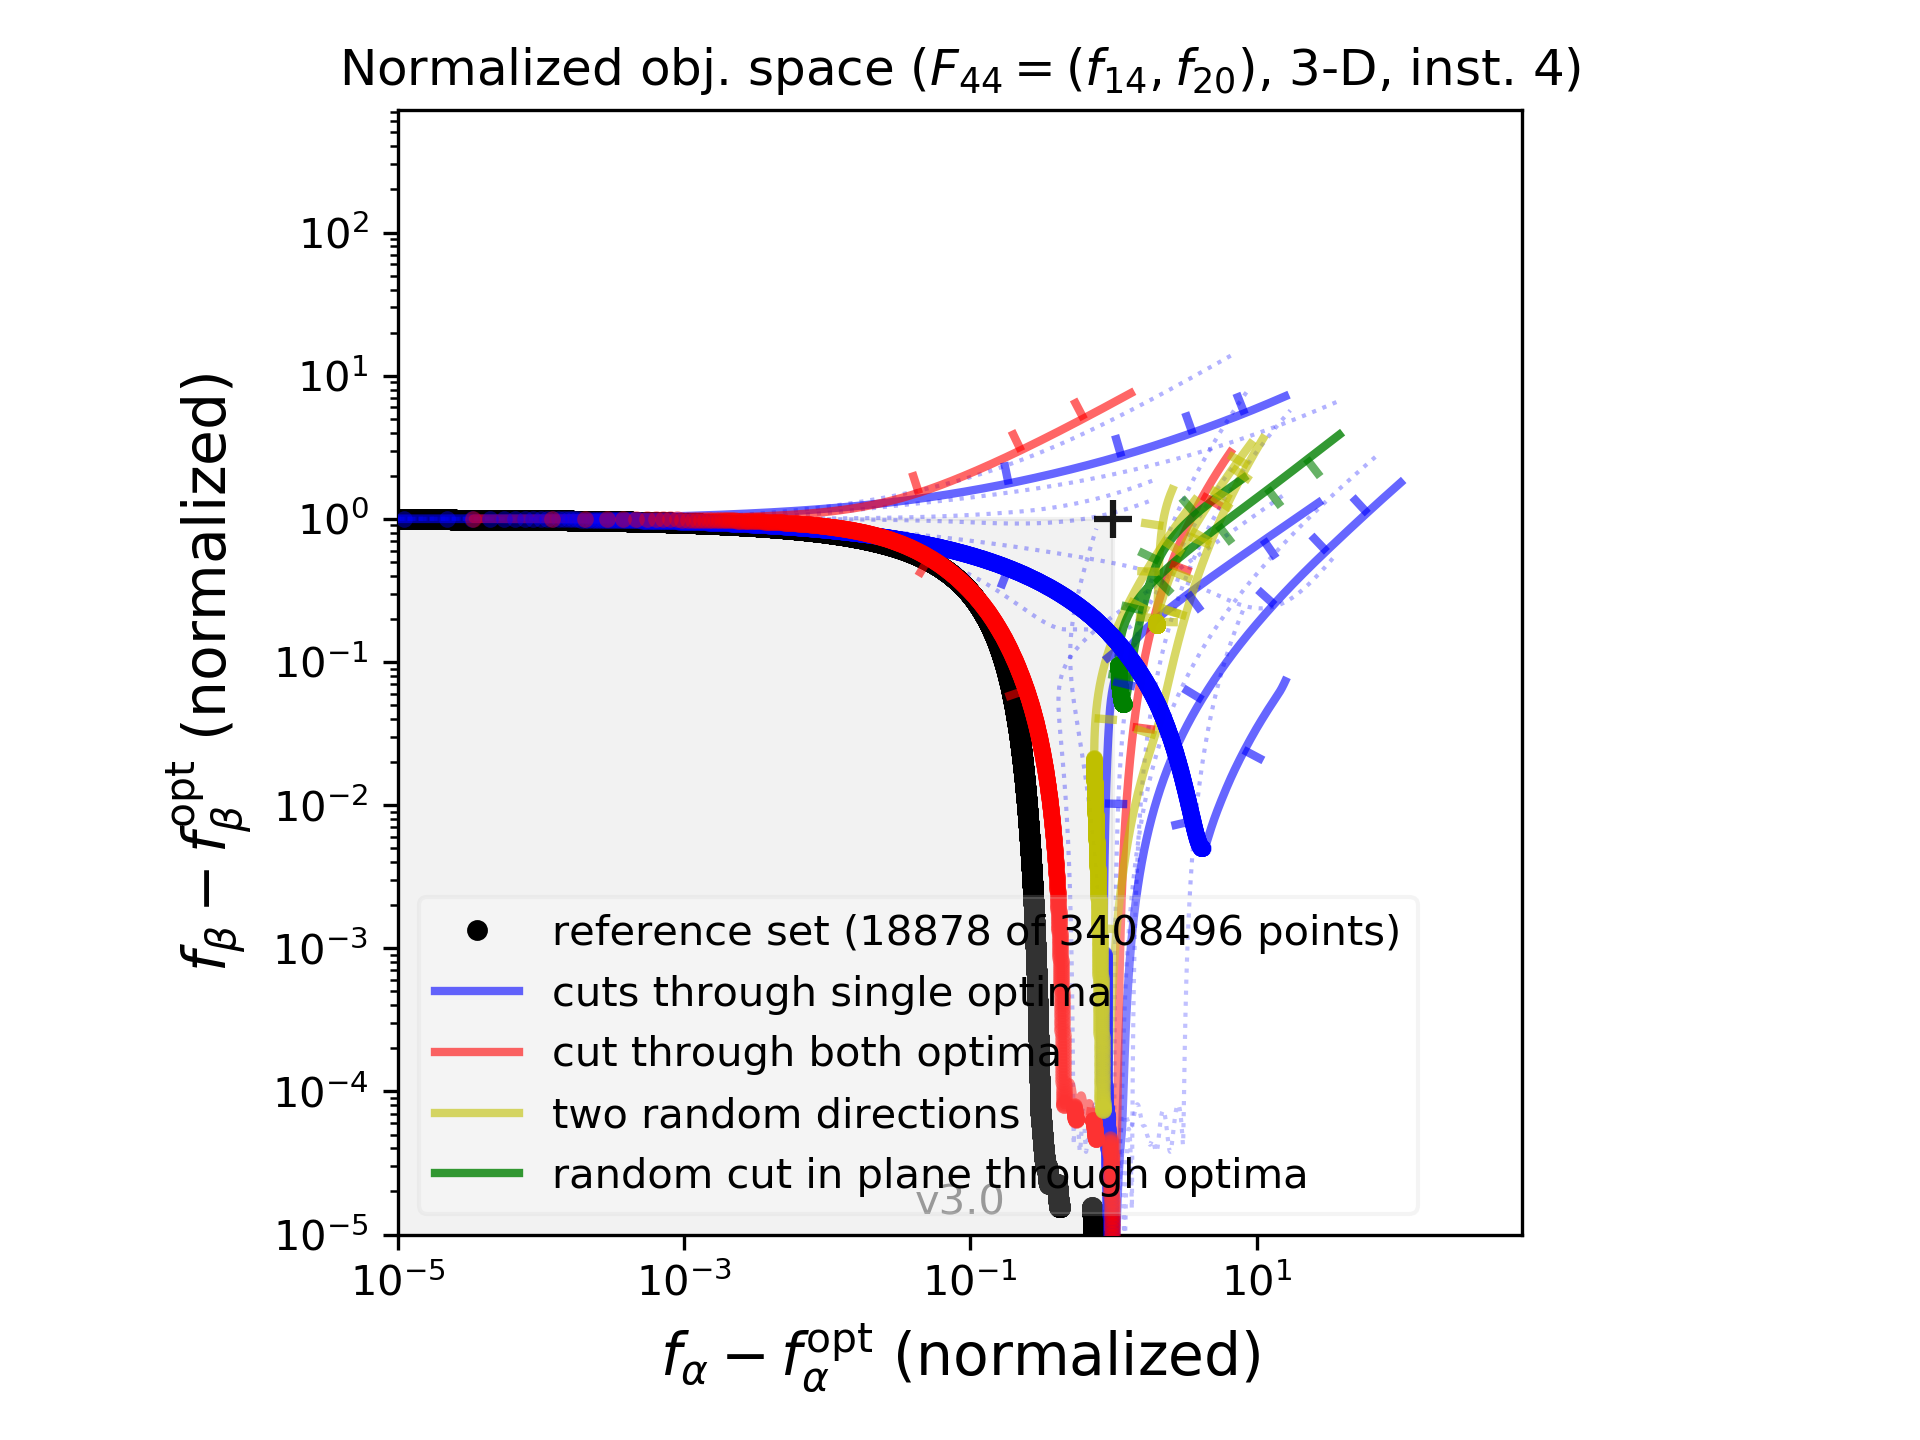 Normalized obj. space (F₄₄ = (f₁₄, f₂₀), 3-D, inst. 4)
f_β − f_β^opt (normalized)
10²
10¹
10⁰
10⁻¹
10⁻²
10⁻³
10⁻⁴
10⁻⁵
reference set (18878 of 3408496 points)
cuts through single optima
cut through both optima
two random directions
random cut in plane through optima
v3.0
10⁻⁵ 10⁻³ 10⁻¹ 10¹
f_α − f_α^opt (normalized)